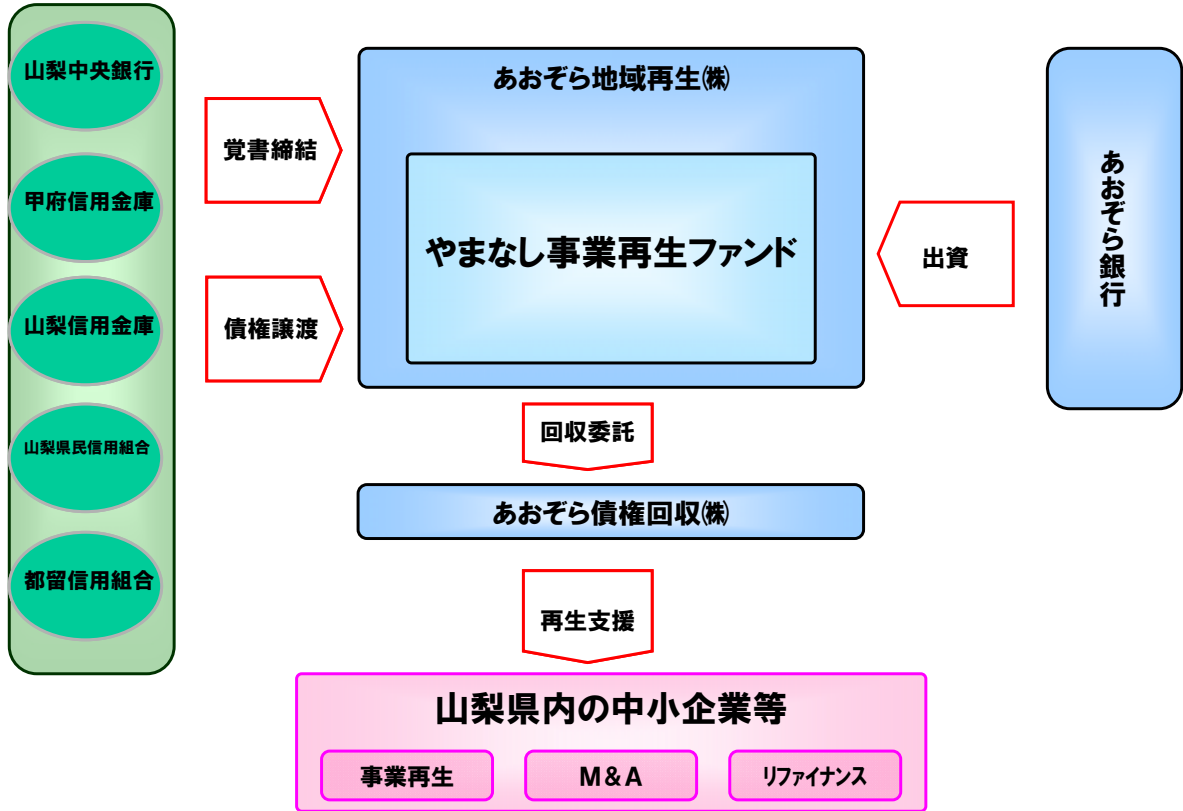 山梨中央銀行
甲府信用金庫
山梨信用金庫
山梨県民信用組合
都留信用組合
覚書締結
債権譲渡
あおぞら地域再生㈱
やまなし事業再生ファンド
出資
あおぞら銀行
回収委託
あおぞら債権回収㈱
再生支援
山梨県内の中小企業等
事業再生
M&A
リファイナンス